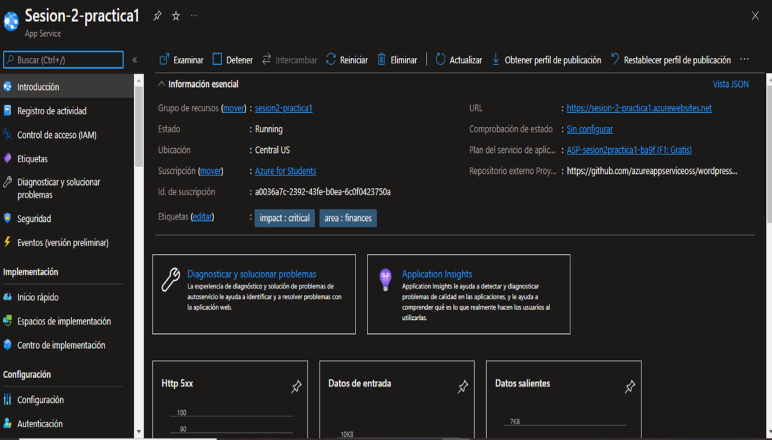 Sesion-2-practica1
App Service
Buscar (Ctrl+/)
Introducción
Registro de actividad
Control de acceso (IAM)
Etiquetas
Diagnosticar y solucionar
problemas
Seguridad
Eventos (versión preliminar)
Implementación
Inicio rápido
Espacios de implementación
Centro de implementación
Configuración
Configuración
Autenticación
Examinar Detener Intercambiar Reiniciar Eliminar Actualizar Obtener perfil de publicación Restablecer perfil de publicación ...
Información esencial Vista JSON
Grupo de recursos (mover) : sesion2-practica1
Estado : Running
Ubicación : Central US
Suscripción (mover) : Azure for Students
Id. de suscripción : a0036a7c-2392-43fe-b0ea-6c0f0423750a
Etiquetas (editar) : impact : critical area : finances
URL : https://sesion-2-practica1.azurewebsites.net
Comprobación de estado : Sin configurar
Plan del servicio de aplic... : ASP-sesion2practica1-ba9f (F1: Gratis)
Repositorio externo Proy... : https://github.com/azureappserviceoss/wordpress...
Diagnosticar y solucionar problemas
La experiencia de diagnóstico y solución de problemas de
autoservicio le ayuda a identificar y a resolver problemas con
la aplicación web.
Application Insights
Application Insights le ayuda a detectar y diagnosticar
problemas de calidad en las aplicaciones, y le ayuda a
comprender qué es lo que realmente hacen los usuarios al
utilizarlas.
Http 5xx
100
90
Datos de entrada
10KB
Datos salientes
7KB